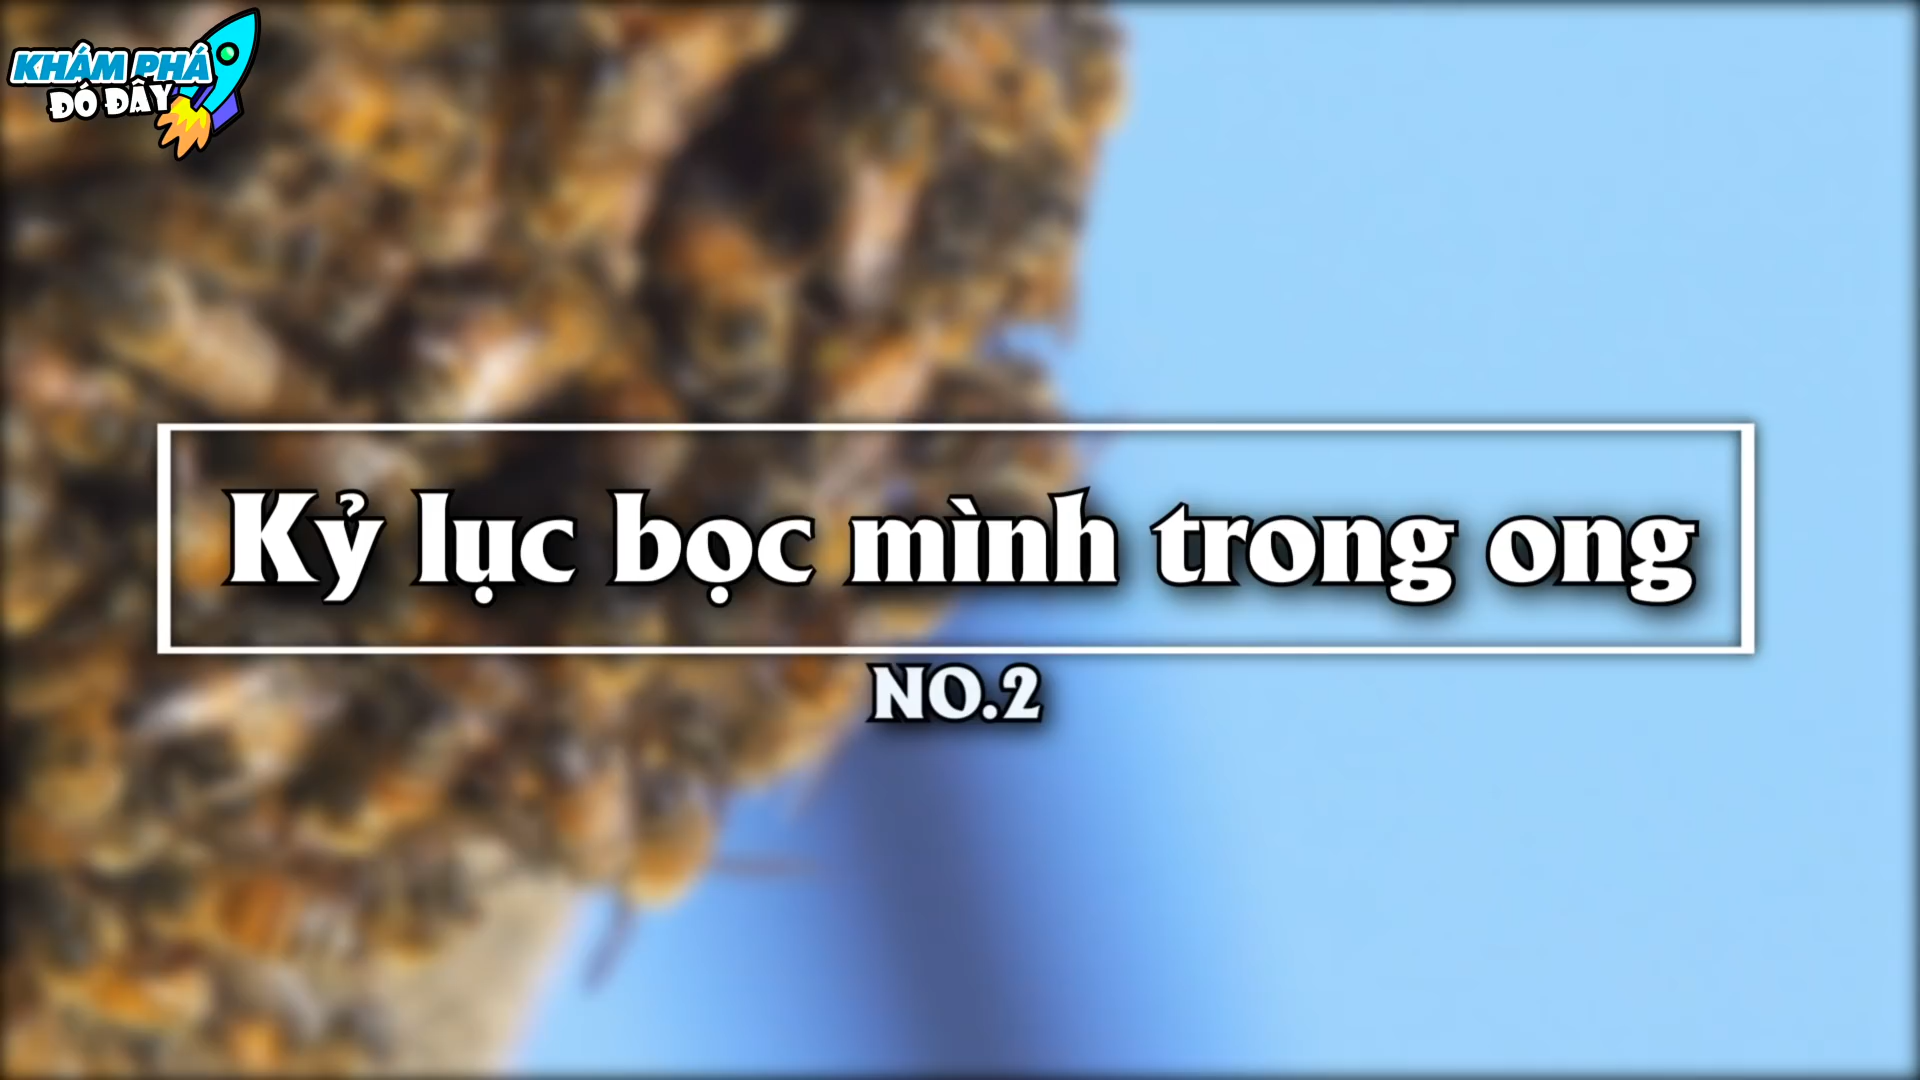 KHÁM PHÁ
ĐÓ ĐÂY
Kỷ lục bọc mình trong ong
NO.2